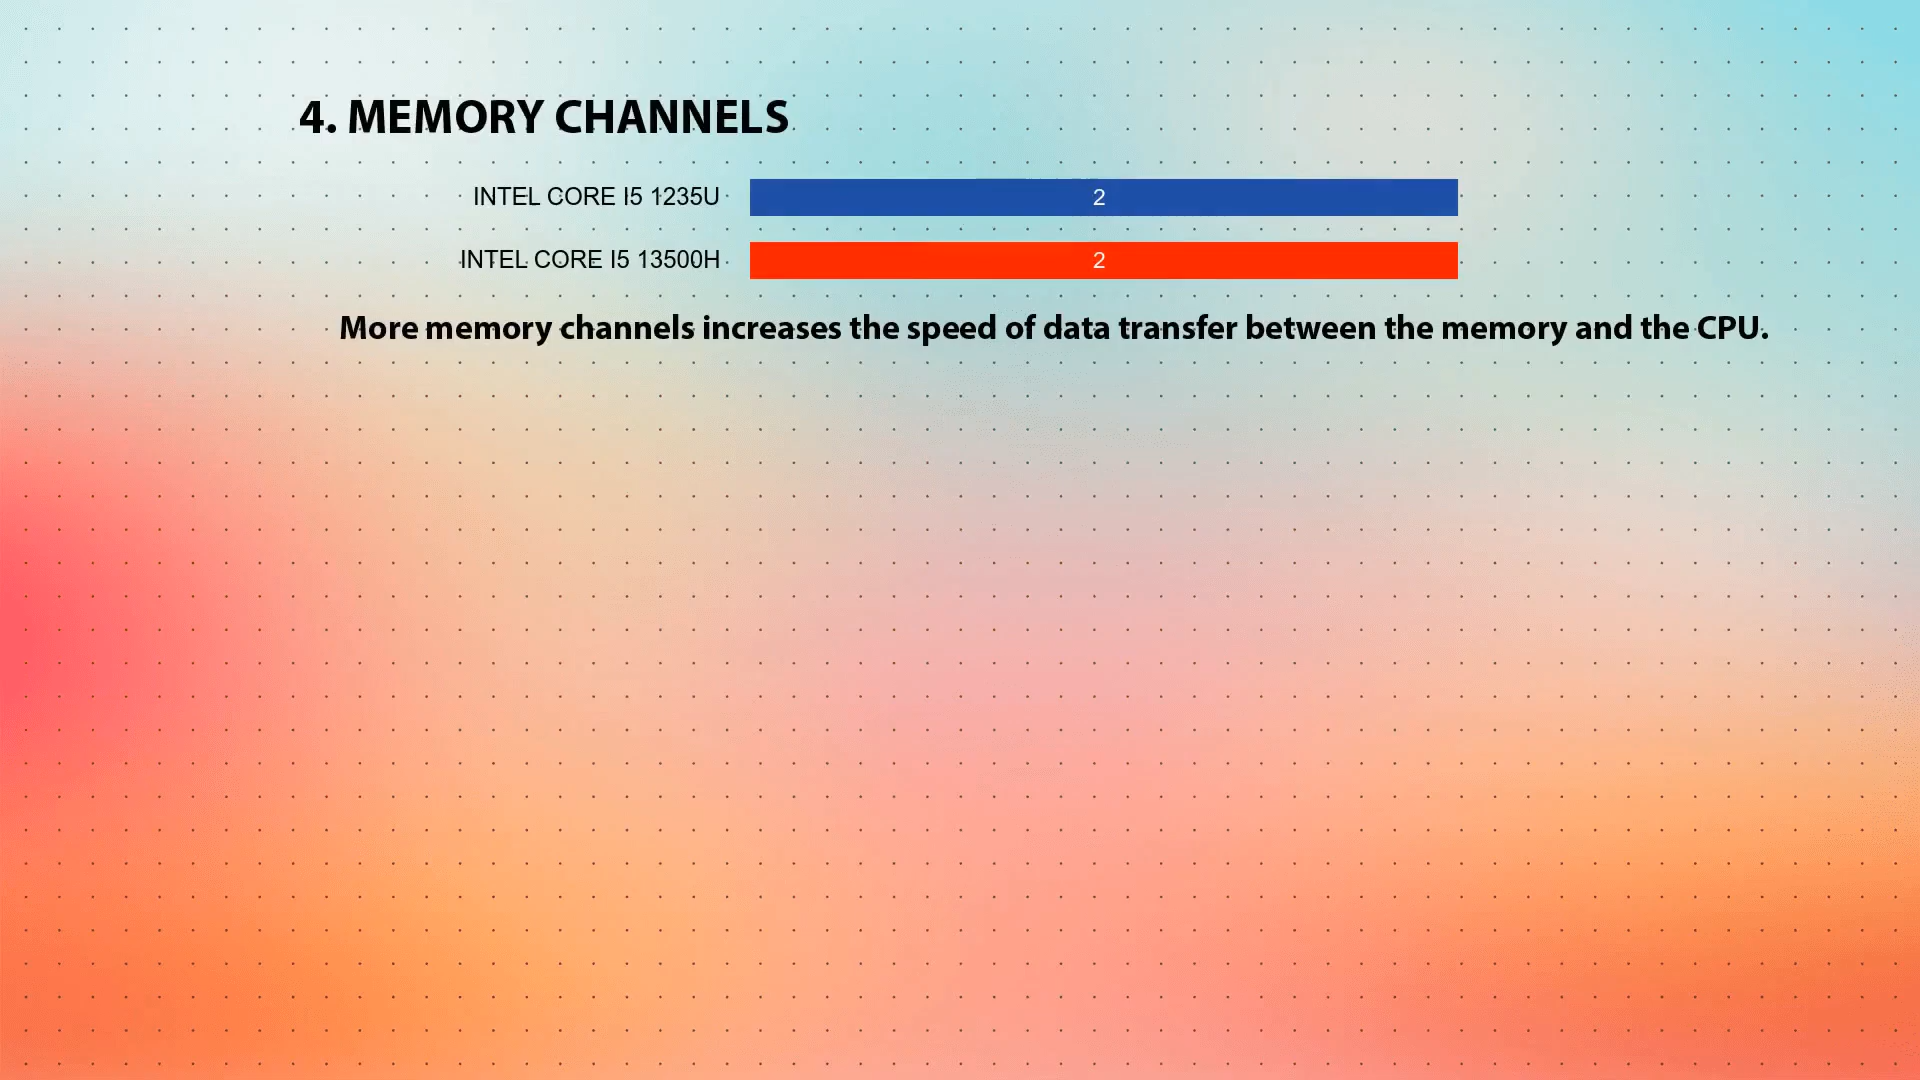 4. MEMORY CHANNELS
INTEL CORE I5 1235U 2
INTEL CORE I5 13500H 2
More memory channels increases the speed of data transfer between the memory and the CPU.